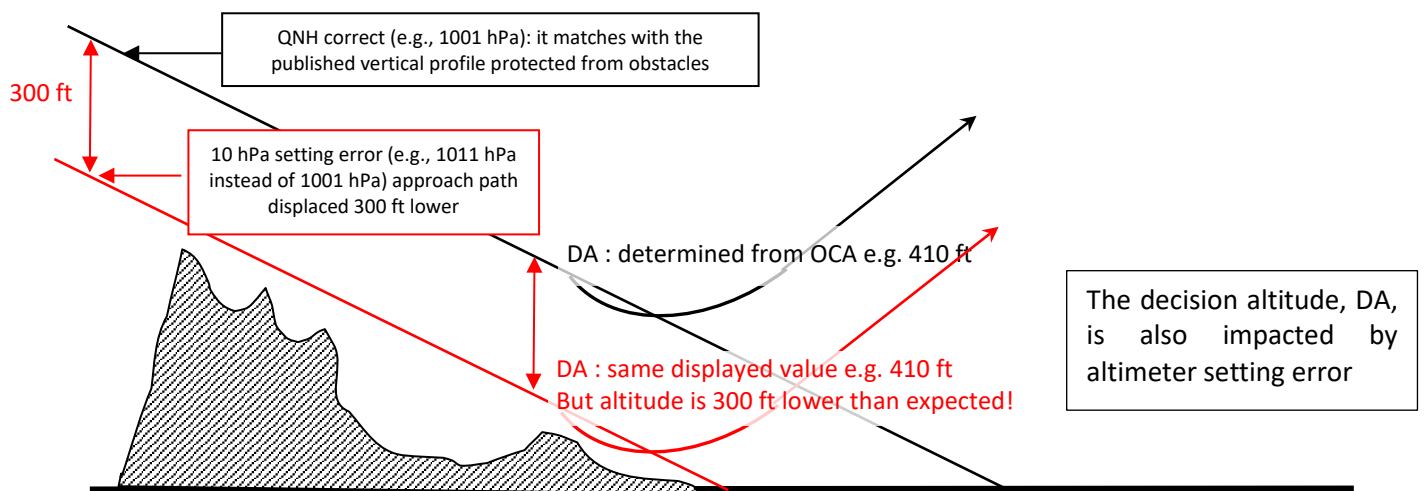 QNH correct (e.g., 1001 hPa): it matches with the
published vertical profile protected from obstacles
300 ft
10 hPa setting error (e.g., 1011 hPa
instead of 1001 hPa) approach path
displaced 300 ft lower
DA : determined from OCA e.g. 410 ft
The decision altitude, DA,
is also impacted by
altimeter setting error
DA : same displayed value e.g. 410 ft
But altitude is 300 ft lower than expected!